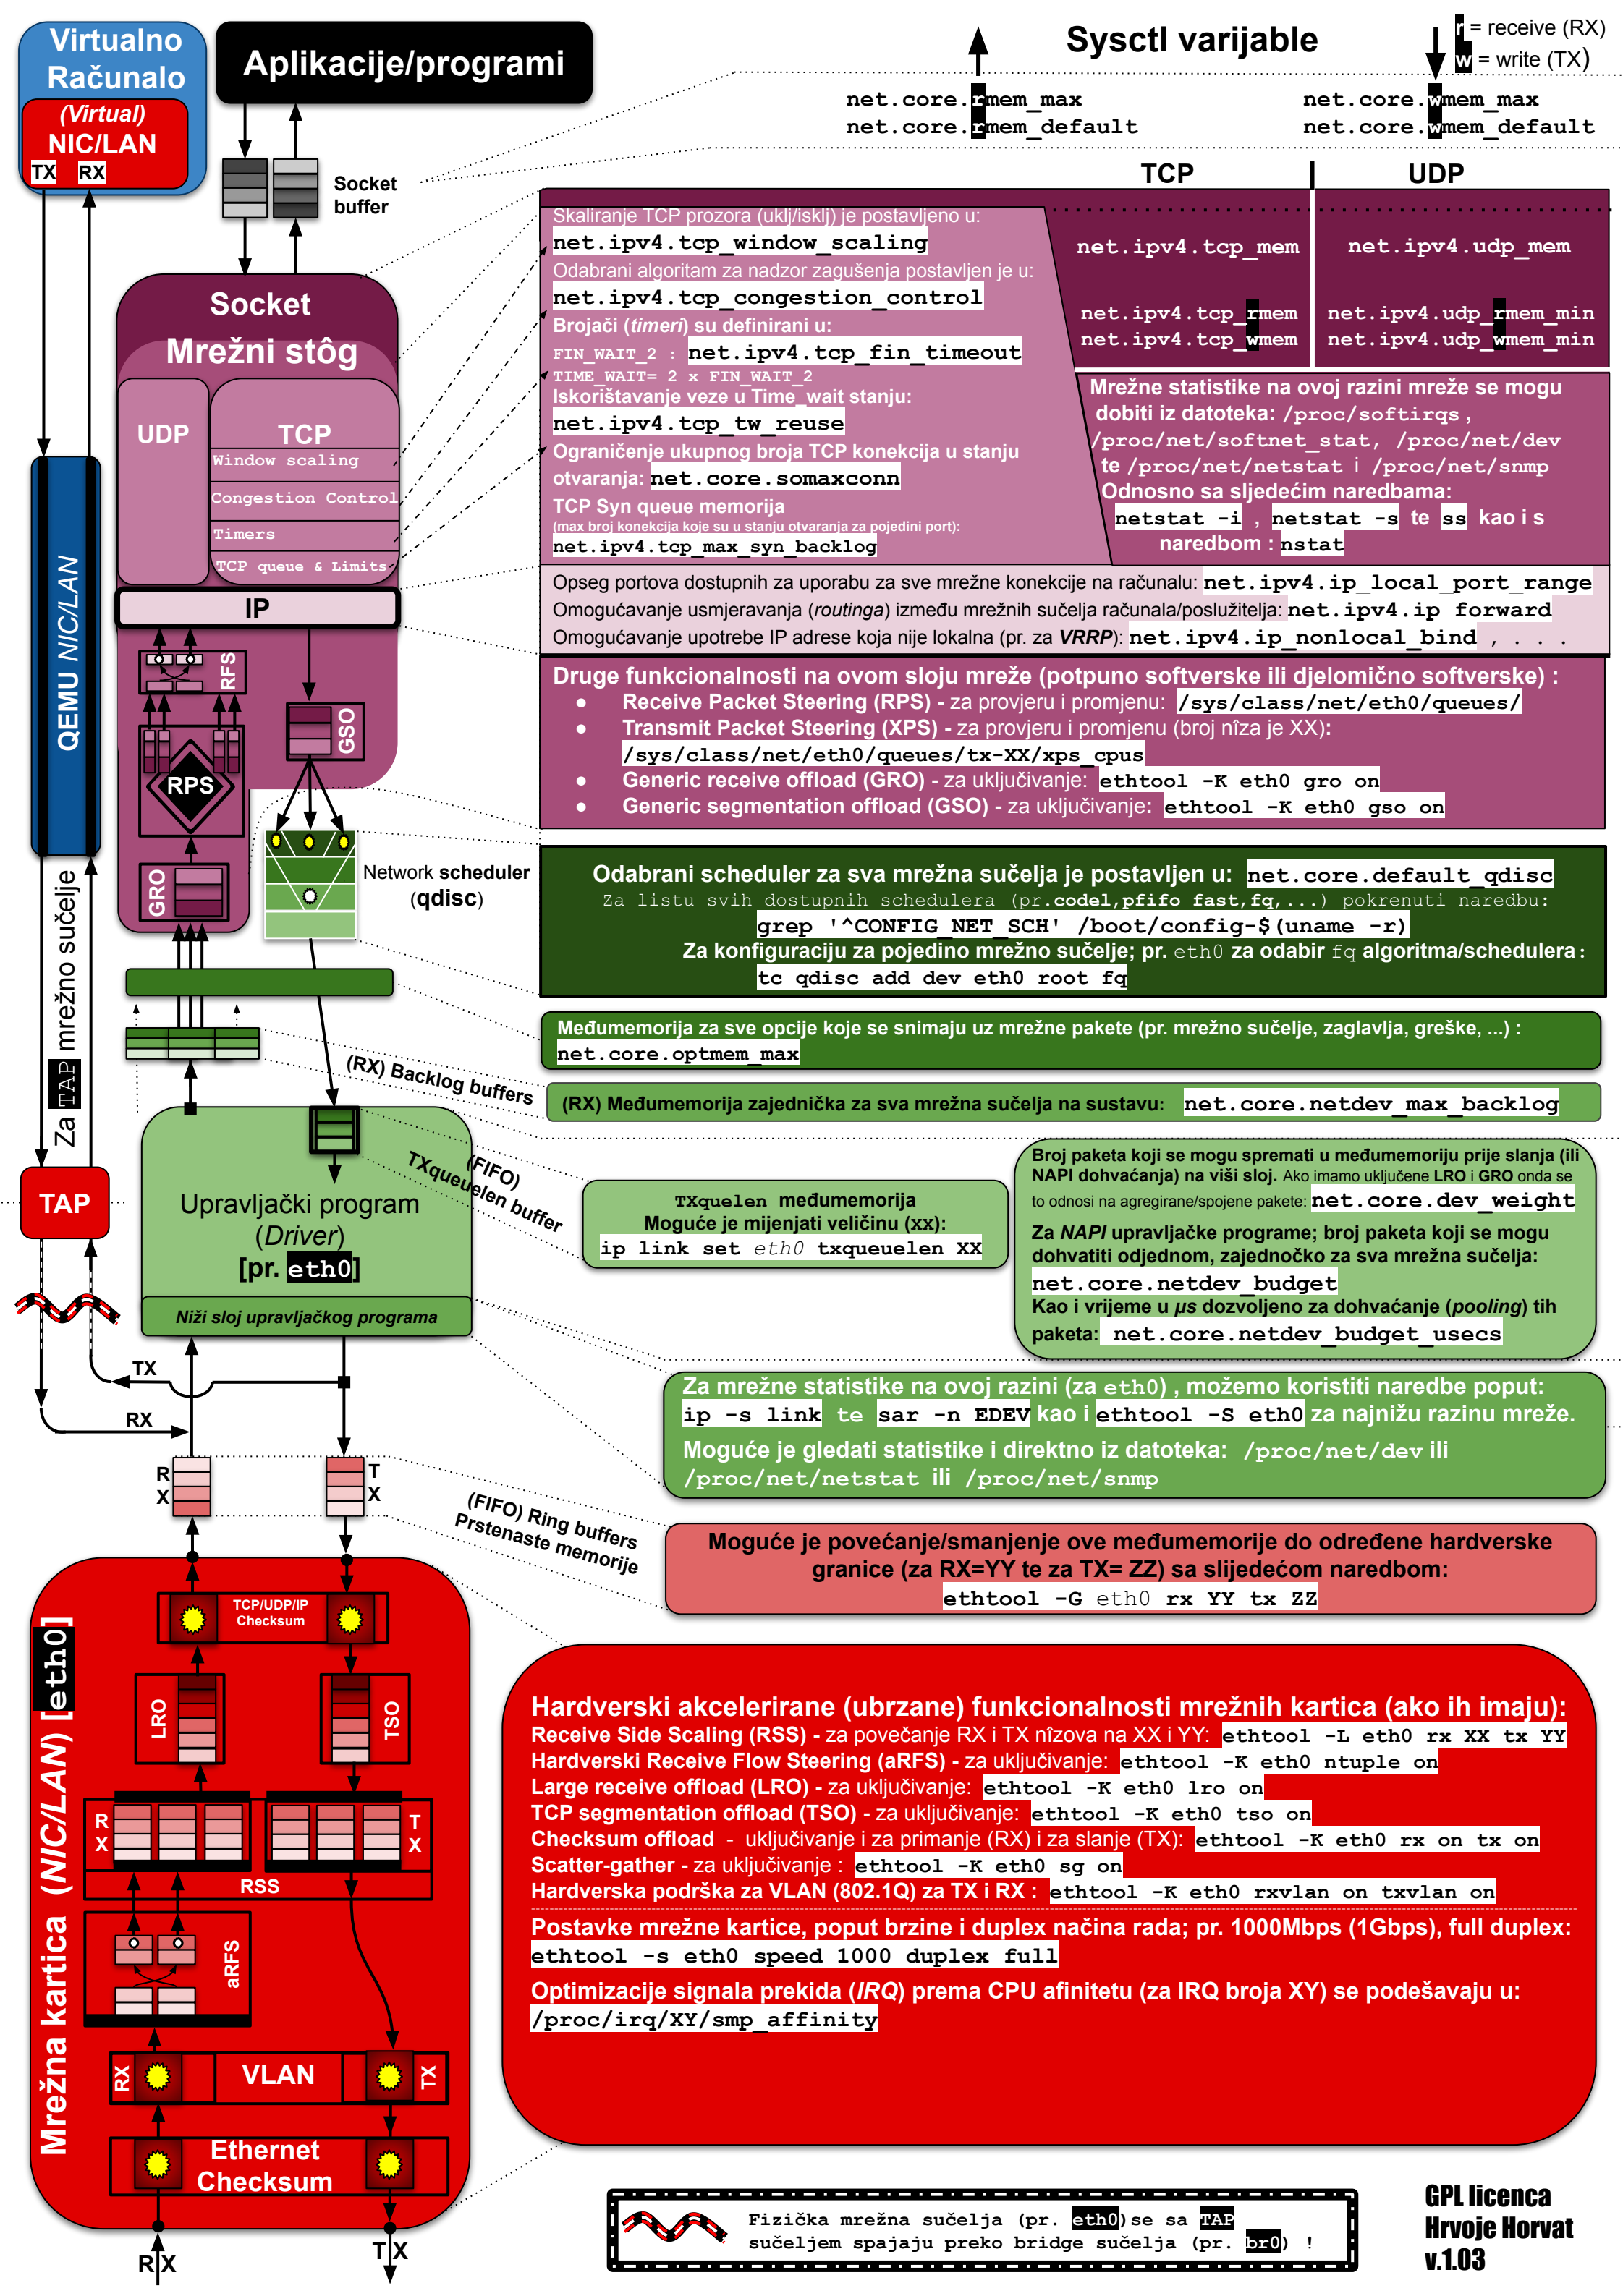 Virtualno
Računalo
(Virtual)
NIC/LAN
TX RX
Aplikacije/programi
Socket
buffer
Sysctl varijable
r = receive (RX)
w = write (TX)
net.core.rmem_max
net.core.rmem_default
net.core.wmem_max
net.core.wmem_default
TCP
UDP
Skaliranje TCP prozora (uklj/isklj) je postavljeno u:
net.ipv4.tcp_window_scaling
Odabrani algoritam za nadzor zagušenja postavljen je u:
net.ipv4.tcp_congestion_control
Brojači (timeri) su definirani u:
FIN_WAIT_2 : net.ipv4.tcp_fin_timeout
TIME_WAIT= 2 x FIN_WAIT_2
Iskorištavanje veze u Time_wait stanju:
net.ipv4.tcp_tw_reuse
Ograničenje ukupnog broja TCP konekcija u stanju
otvaranja: net.core.somaxconn
TCP Syn queue memorija
(max broj konekcija koje su u stanju otvaranja za pojedini port):
net.ipv4.tcp_max_syn_backlog
net.ipv4.tcp_mem
net.ipv4.udp_mem
net.ipv4.tcp_rmem
net.ipv4.tcp_wmem
net.ipv4.udp_rmem_min
net.ipv4.udp_wmem_min
Mrežne statistike na ovoj razini mreže se mogu
dobiti iz datoteka: /proc/softirqs ,
/proc/net/softnet_stat, /proc/net/dev
te /proc/net/netstat i /proc/net/snmp
Odnosno sa sljedećim naredbama:
netstat -i , netstat -s te ss kao i s
naredbom : nstat
Socket
Mrežni stôg
UDP
TCP
Window scaling
Congestion Control
Timers
TCP queue & Limits
IP
RFS
RPS
GRO
GSO
Opseg portova dostupnih za uporabu za sve mrežne konekcije na računalu: net.ipv4.ip_local_port_range
Omogućavanje usmjeravanja (routinga) između mrežnih sučelja računala/poslužitelja: net.ipv4.ip_forward
Omogućavanje upotrebe IP adrese koja nije lokalna (pr. za VRRP): net.ipv4.ip_nonlocal_bind , . . .
Druge funkcionalnosti na ovom sloju mreže (potpuno softverske ili djelomično softverske) :
● Receive Packet Steering (RPS) - za provjeru i promjenu: /sys/class/net/eth0/queues/
● Transmit Packet Steering (XPS) - za provjeru i promjenu (broj nîza je XX):
/sys/class/net/eth0/queues/tx-XX/xps_cpus
● Generic receive offload (GRO) - za uključivanje: ethtool -K eth0 gro on
● Generic segmentation offload (GSO) - za uključivanje: ethtool -K eth0 gso on
QEMU NIC/LAN
Za TAP mrežno sučelje
Network scheduler
(qdisc)
Odabrani scheduler za sva mrežna sučelja je postavljen u: net.core.default_qdisc
Za listu svih dostupnih schedulera (pr.codel,pfifo fast,fq,...) pokrenuti naredbu:
grep '^CONFIG_NET_SCH' /boot/config-$(uname -r)
Za konfiguraciju za pojedino mrežno sučelje; pr. eth0 za odabir fq algoritma/schedulera:
tc qdisc add dev eth0 root fq
Međumemorija za sve opcije koje se snimaju uz mrežne pakete (pr. mrežno sučelje, zaglavlja, greške, ...) :
net.core.optmem_max
(RX) Backlog buffers
(RX) Međumemorija zajednička za sva mrežna sučelja na sustavu: net.core.netdev_max_backlog
(FIFO)
TXqueuelen buffer
TAP
Upravljački program
(Driver)
[pr. eth0]
Niži sloj upravljačkog programa
TXquelen međumemorija
Moguće je mijenjati veličinu (XX):
ip link set eth0 txqueuelen XX
Broj paketa koji se mogu spremati u međumemoriju prije slanja (ili
NAPI dohvaćanja) na viši sloj. Ako imamo uključene LRO i GRO onda se
to odnosi na agregirane/spojene pakete: net.core.dev_weight
Za NAPI upravljačke programe; broj paketa koji se mogu
dohvatiti odjednom, zajednočko za sva mrežna sučelja:
net.core.netdev_budget
Kao i vrijeme u µs dozvoljeno za dohvaćanje (pooling) tih
paketa: net.core.netdev_budget_usecs
TX
RX
Za mrežne statistike na ovoj razini (za eth0) , možemo koristiti naredbe poput:
ip -s link te sar -n EDEV kao i ethtool -S eth0 za najnižu razinu mreže.
Moguće je gledati statistike i direktno iz datoteka: /proc/net/dev ili
/proc/net/netstat ili /proc/net/snmp
RX
TX
(FIFO) Ring buffers
Prstenaste memorije
Moguće je povećanje/smanjenje ove međumemorije do određene hardverske
granice (za RX=YY te za TX= ZZ) sa slijedećom naredbom:
ethtool -G eth0 rx YY tx ZZ
Mrežna kartica (NIC/LAN) [eth0]
TCP/UDP/IP
Checksum
LRO
TSO
RX
TX
RSS
aRFS
RX
VLAN
TX
Ethernet
Checksum
RX
TX
Hardverski akcelerirane (ubrzane) funkcionalnosti mrežnih kartica (ako ih imaju):
Receive Side Scaling (RSS) - za povečanje RX i TX nîzova na XX i YY: ethtool -L eth0 rx XX tx YY
Hardverski Receive Flow Steering (aRFS) - za uključivanje: ethtool -K eth0 ntuple on
Large receive offload (LRO) - za uključivanje: ethtool -K eth0 lro on
TCP segmentation offload (TSO) - za uključivanje: ethtool -K eth0 tso on
Checksum offload - uključivanje i za primanje (RX) i za slanje (TX): ethtool -K eth0 rx on tx on
Scatter-gather - za uključivanje : ethtool -K eth0 sg on
Hardverska podrška za VLAN (802.1Q) za TX i RX : ethtool -K eth0 rxvlan on txvlan on
Postavke mrežne kartice, poput brzine i duplex načina rada; pr. 1000Mbps (1Gbps), full duplex:
ethtool -s eth0 speed 1000 duplex full
Optimizacije signala prekida (IRQ) prema CPU afinitetu (za IRQ broja XY) se podešavaju u:
/proc/irq/XY/smp_affinity
Fizička mrežna sučelja (pr. eth0)se sa TAP
sučeljem spajaju preko bridge sučelja (pr. br0) !
GPL licenca
Hrvoje Horvat
v.1.03